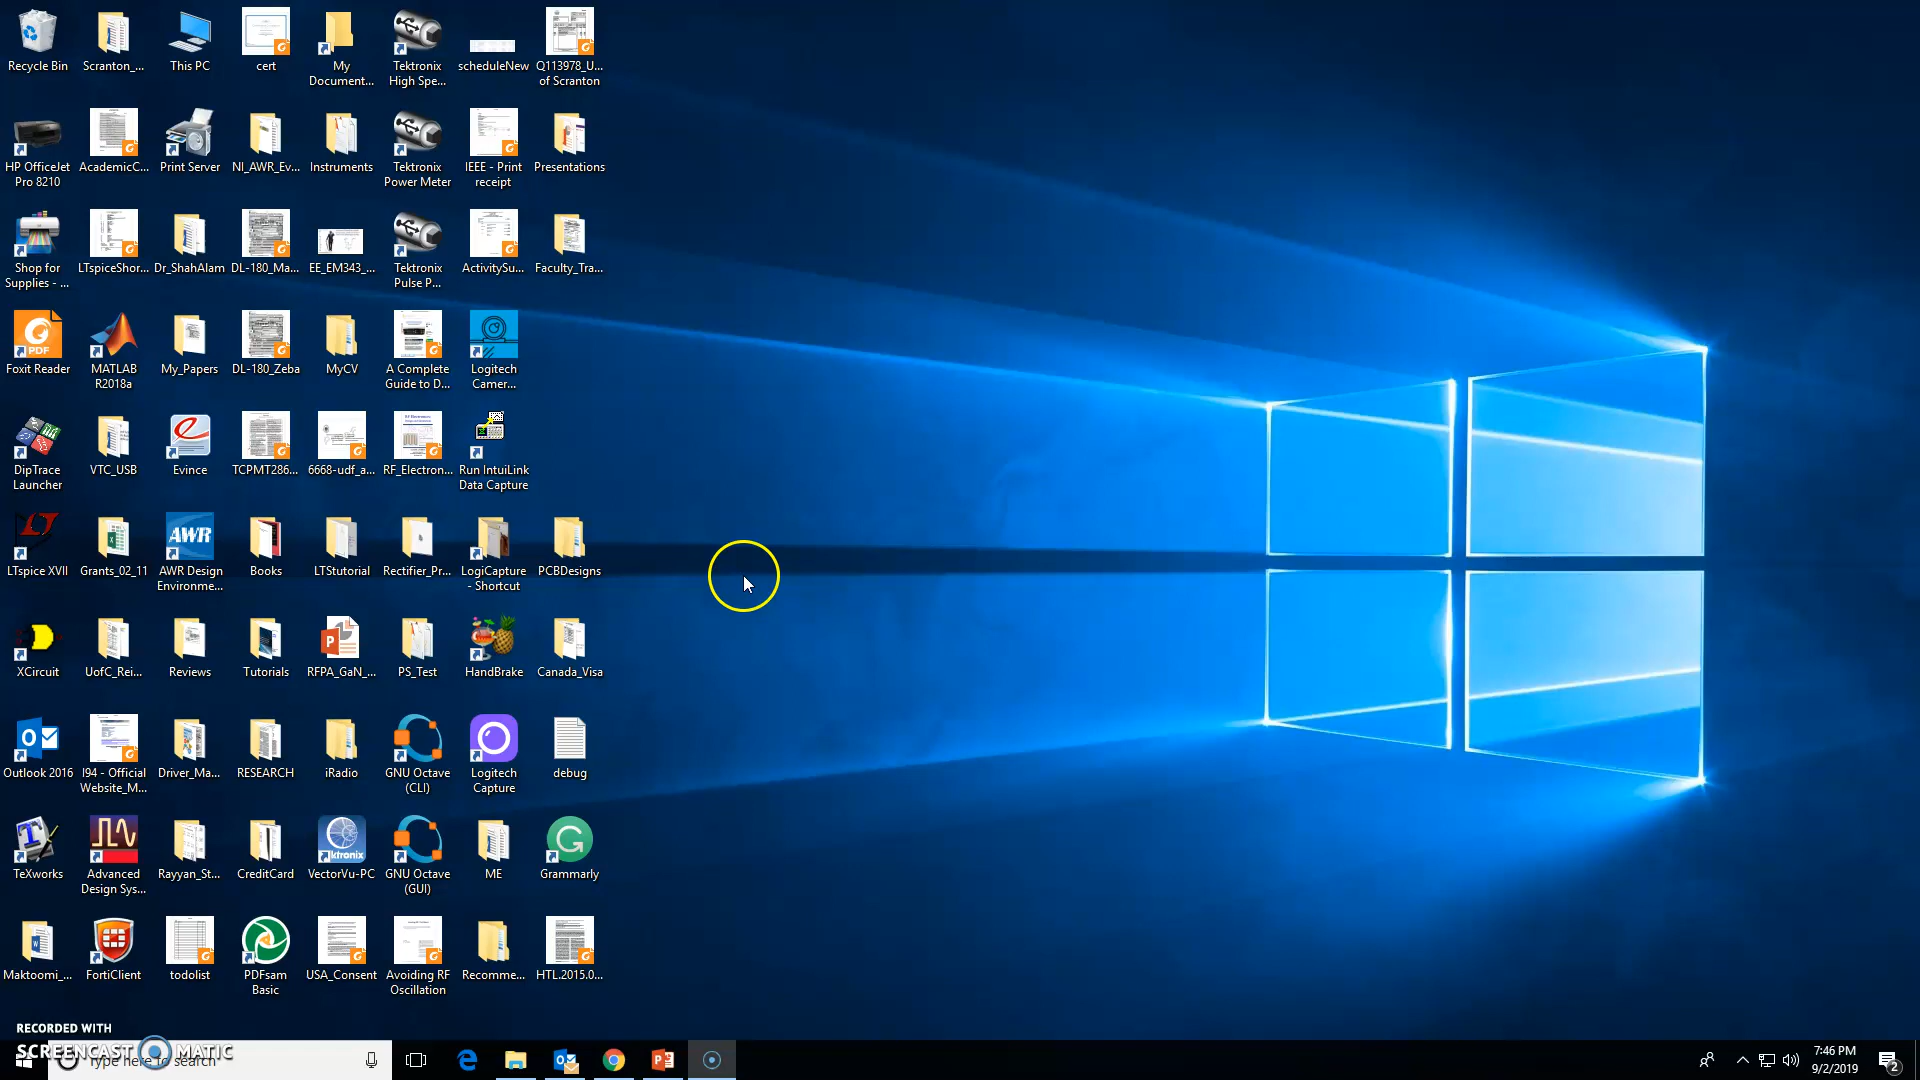 Recycle Bin
Scranton_...
This PC
cert
My
Document...
Tektronix
High Spe...
scheduleNew
Q113978_U...
of Scranton
HP OfficeJet
Pro 8210
AcademicC...
Print Server
NI_AWR_Ev...
Instruments
Tektronix
Power Meter
IEEE - Print
receipt
Presentations
Shop for
Supplies - ...
LTspiceShor...
Dr_ShahAlam
DL-180_Ma...
EE_EM343_...
Tektronix
Pulse P...
ActivitySu...
Faculty_Tra...
PDF
Foxit Reader
MATLAB
R2018a
My_Papers
DL-180_Zeba
MyCV
A Complete
Guide to D...
Logitech
Camer...
DipTrace
Launcher
VTC_USB
Evince
TCPMT286...
6668-udf_a...
RF_Electron...
Run IntuiLink
Data Capture
LTspice XVII
Grants_02_11
AWR
AWR Design
Environme...
Books
LTStutorial
Rectifier_Pr...
LogiCapture
- Shortcut
PCBDesigns
XCircuit
UofC_Rei...
Reviews
Tutorials
RFPA_GaN_...
PS_Test
HandBrake
Canada_Visa
Outlook 2016
I94 - Official
Website_M...
Driver_Ma...
RESEARCH
iRadio
GNU Octave
(CLI)
Logitech
Capture
debug
TeXworks
Advanced
Design Sys...
Rayyan_St...
CreditCard
ktronix
VectorVu-PC
GNU Octave
(GUI)
ME
Grammarly
Maktoomi_...
FortiClient
todolist
PDFsam
Basic
USA_Consent
Avoiding RF
Oscillation
Recomme...
HTL.2015.0...
RECORDED WITH
SCREENCAST MATIC
Type here to search
7:46 PM
9/2/2019
2